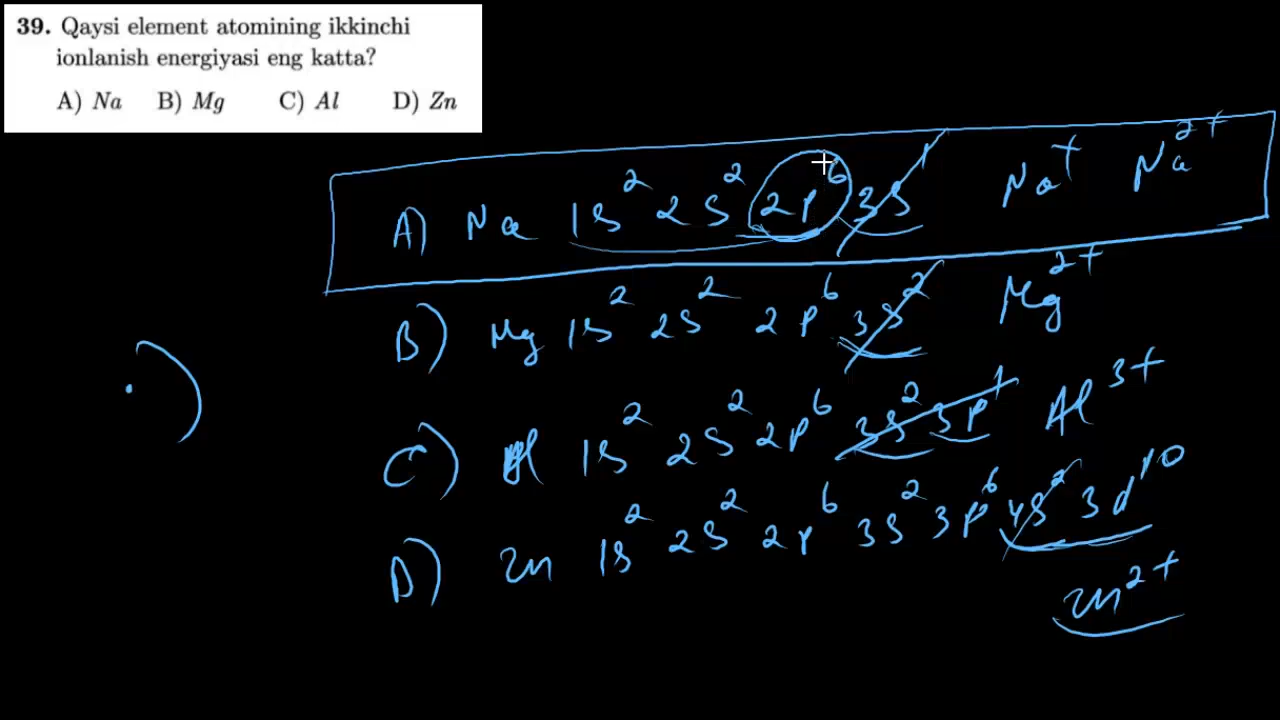 39. Qaysi element atomining ikkinchi
ionlanish energiyasi eng katta?
A) Na B) Mg C) Al D) Zn
A) Na 1s² 2s² 2p⁶ 3s¹ Na⁺ Na²⁺
B) Mg 1s² 2s² 2p⁶ 3s² Mg²⁺
C) Al 1s² 2s² 2p⁶ 3s² 3p¹ Al³⁺
D) Zn 1s² 2s² 2p⁶ 3s² 3p⁶ 4s² 3d¹⁰
Zn²⁺